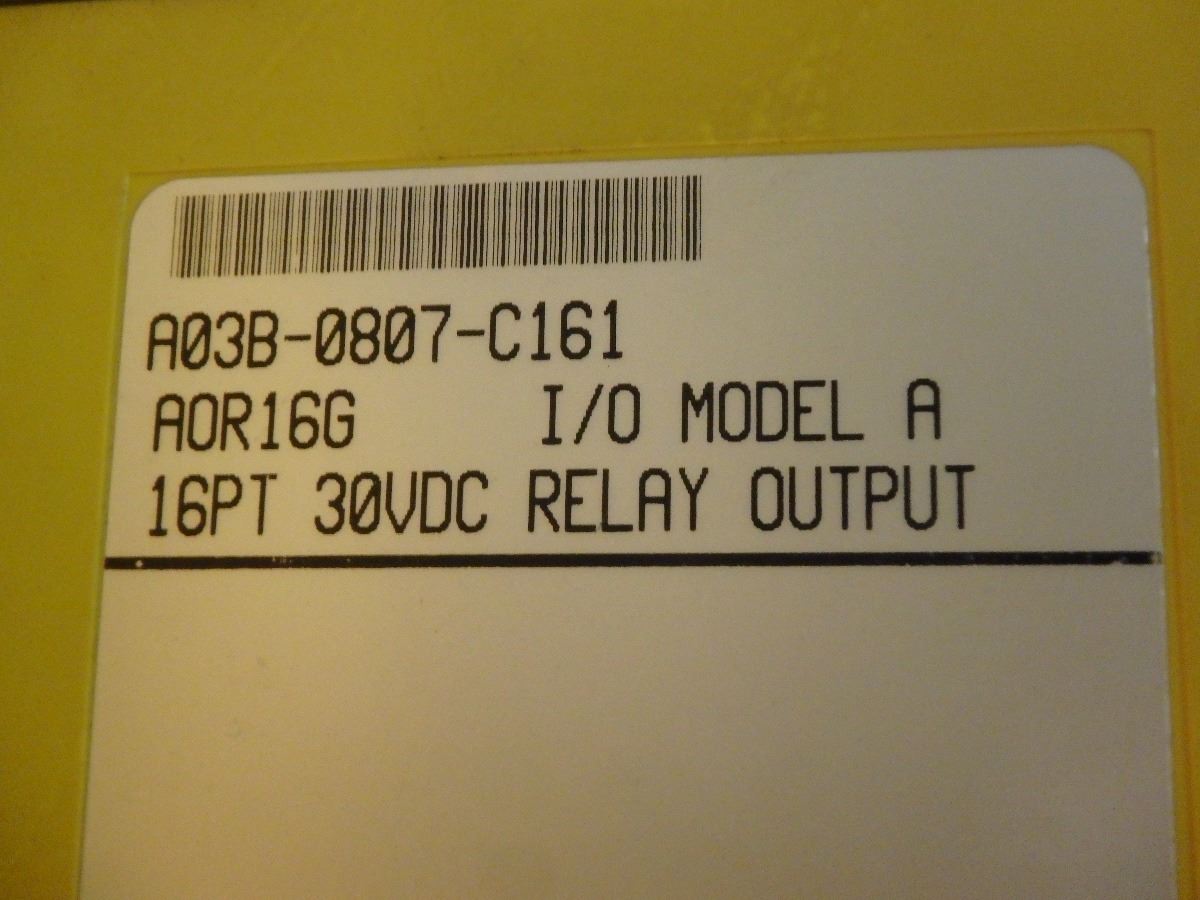 A03B-0807-C161
AOR16G I/O MODEL A
16PT 30VDC RELAY OUTPUT